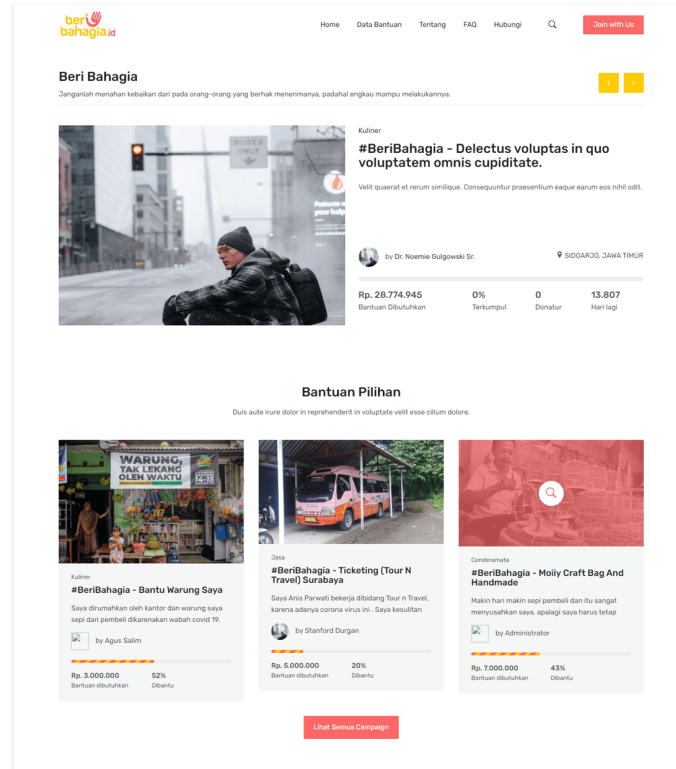 beri
bahagia.id
Home Data Bantuan Tentang FAQ Hubungi Join with Us
Beri Bahagia
Janganlah menahan kebaikan dari pada orang-orang yang berhak menerimanya, padahal engkau mampu melakukannya.
BUSES
ONLY
Kuliner
#BeriBahagia - Delectus voluptas in quo
voluptatem omnis cupiditate.
Velit quaerat et rerum similique. Consequuntur praesentium eaque earum eos nihil odit.
by Dr. Noemie Gulgowski Sr. SIDOARJO, JAWA TIMUR
Rp. 28.774.945 0% 0 13.807
Bantuan Dibutuhkan Terkumpul Donatur Hari lagi
Bantuan Pilihan
Duis aute irure dolor in reprehenderit in voluptate velit esse cillum dolore.
WARUNG,
TAK LEKANG
OLEH WAKTU
Kuliner
#BeriBahagia - Bantu Warung Saya
Saya dirumahkan oleh kantor dan warung saya
sepi dari pembeli dikarenakan wabah covid 19,
by Agus Salim
Rp. 3.000.000 52%
Bantuan dibutuhkan Dibantu
Jasa
#BeriBahagia - Ticketing (Tour N
Travel) Surabaya
Saya Anis Parwati bekerja dibidang Tour n Travel,
karena adanya corona virus ini . Saya kesulitan
by Stanford Durgan
Rp. 5.000.000 20%
Bantuan dibutuhkan Dibantu
Cenderamata
#BeriBahagia - Moiiy Craft Bag And
Handmade
Makin hari makin sepi pembeli dan itu sangat
menyusahkan saya, apalagi saya harus tetap
by Administrator
Rp. 7.000.000 43%
Bantuan dibutuhkan Dibantu
Lihat Semua Campaign